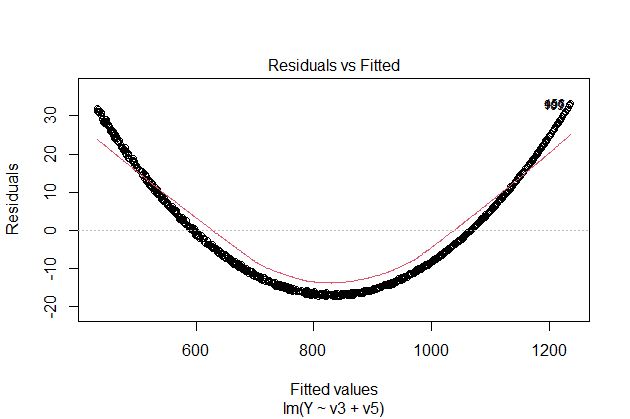 Residuals vs Fitted
Residuals
30
20
10
0
-10
-20
600
800
1000
1200
Fitted values
lm(Y ~ v3 + v5)